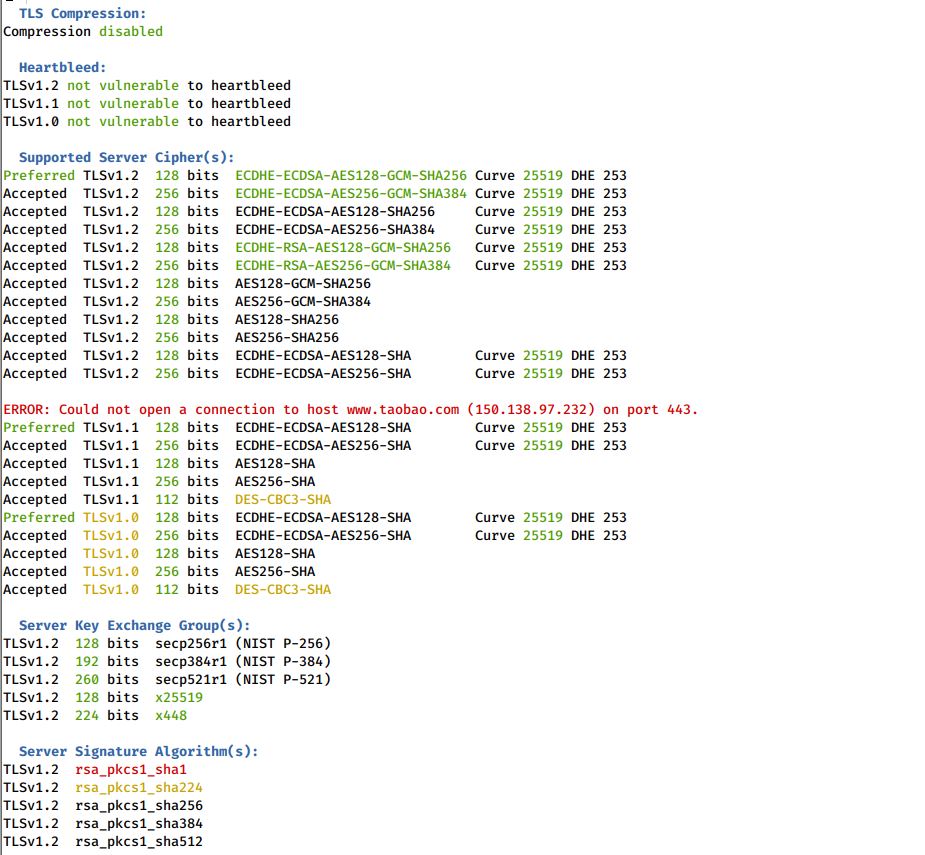 TLS Compression:
Compression disabled
Heartbleed:
TLSv1.2 not vulnerable to heartbleed
TLSv1.1 not vulnerable to heartbleed
TLSv1.0 not vulnerable to heartbleed
Supported Server Cipher(s):
Preferred TLSv1.2  128 bits  ECDHE-ECDSA-AES128-GCM-SHA256 Curve 25519 DHE 253
Accepted  TLSv1.2  256 bits  ECDHE-ECDSA-AES256-GCM-SHA384 Curve 25519 DHE 253
Accepted  TLSv1.2  128 bits  ECDHE-ECDSA-AES128-SHA256     Curve 25519 DHE 253
Accepted  TLSv1.2  256 bits  ECDHE-ECDSA-AES256-SHA384     Curve 25519 DHE 253
Accepted  TLSv1.2  128 bits  ECDHE-RSA-AES128-GCM-SHA256   Curve 25519 DHE 253
Accepted  TLSv1.2  256 bits  ECDHE-RSA-AES256-GCM-SHA384   Curve 25519 DHE 253
Accepted  TLSv1.2  128 bits  AES128-GCM-SHA256
Accepted  TLSv1.2  256 bits  AES256-GCM-SHA384
Accepted  TLSv1.2  128 bits  AES128-SHA256
Accepted  TLSv1.2  256 bits  AES256-SHA256
Accepted  TLSv1.2  128 bits  ECDHE-ECDSA-AES128-SHA        Curve 25519 DHE 253
Accepted  TLSv1.2  256 bits  ECDHE-ECDSA-AES256-SHA        Curve 25519 DHE 253
ERROR: Could not open a connection to host www.taobao.com (150.138.97.232) on port 443.
Preferred TLSv1.1  128 bits  ECDHE-ECDSA-AES128-SHA        Curve 25519 DHE 253
Accepted  TLSv1.1  256 bits  ECDHE-ECDSA-AES256-SHA        Curve 25519 DHE 253
Accepted  TLSv1.1  128 bits  AES128-SHA
Accepted  TLSv1.1  256 bits  AES256-SHA
Accepted  TLSv1.1  112 bits  DES-CBC3-SHA
Preferred TLSv1.0  128 bits  ECDHE-ECDSA-AES128-SHA        Curve 25519 DHE 253
Accepted  TLSv1.0  256 bits  ECDHE-ECDSA-AES256-SHA        Curve 25519 DHE 253
Accepted  TLSv1.0  128 bits  AES128-SHA
Accepted  TLSv1.0  256 bits  AES256-SHA
Accepted  TLSv1.0  112 bits  DES-CBC3-SHA
Server Key Exchange Group(s):
TLSv1.2  128 bits  secp256r1 (NIST P-256)
TLSv1.2  192 bits  secp384r1 (NIST P-384)
TLSv1.2  260 bits  secp521r1 (NIST P-521)
TLSv1.2  128 bits  x25519
TLSv1.2  224 bits  x448
Server Signature Algorithm(s):
TLSv1.2  rsa_pkcs1_sha1
TLSv1.2  rsa_pkcs1_sha224
TLSv1.2  rsa_pkcs1_sha256
TLSv1.2  rsa_pkcs1_sha384
TLSv1.2  rsa_pkcs1_sha512